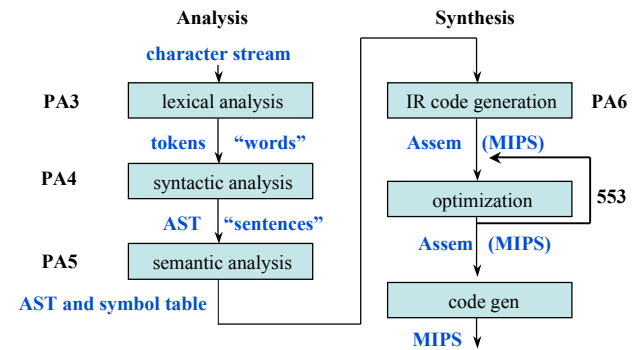 Analysis
character stream
PA3
lexical analysis
tokens “words”
PA4
syntactic analysis
AST “sentences”
PA5
semantic analysis
AST and symbol table
Synthesis
IR code generation
PA6
Assem (MIPS)
optimization
553
Assem (MIPS)
code gen
MIPS